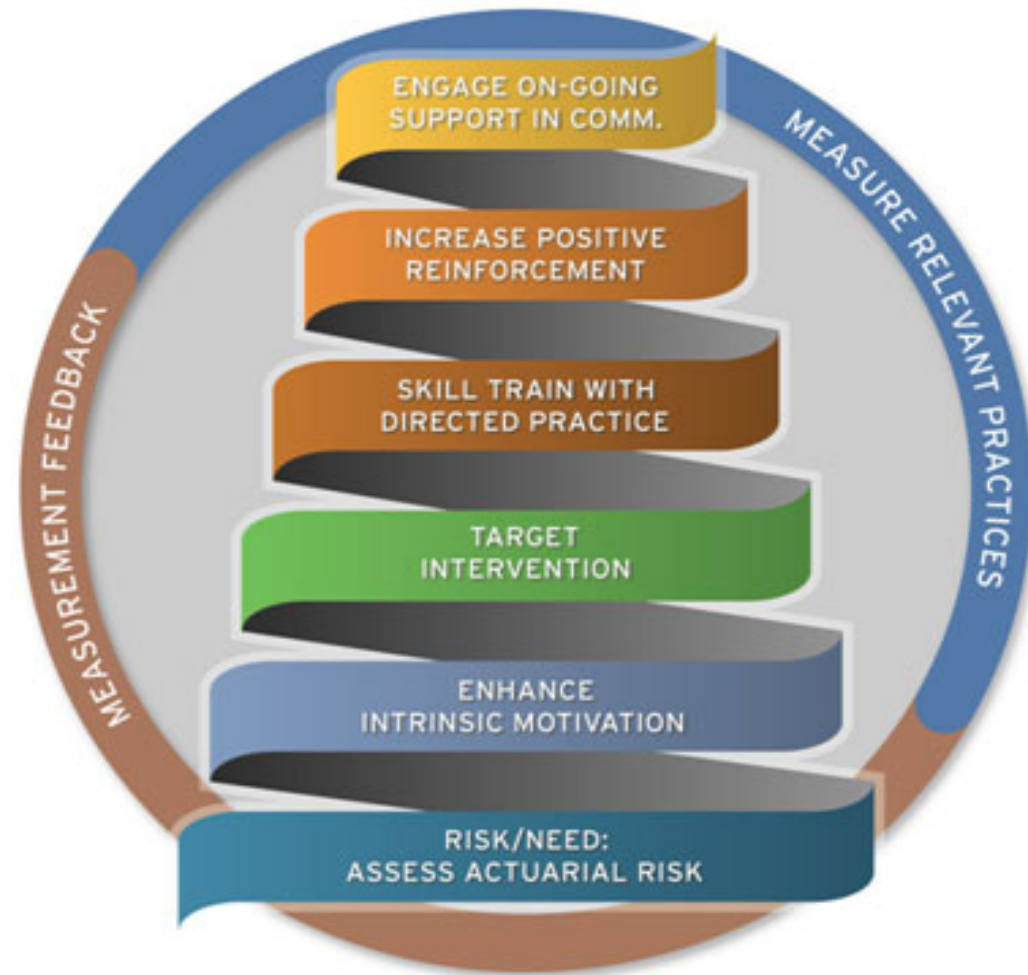 ENGAGE ON-GOING
SUPPORT IN COMM.
INCREASE POSITIVE
REINFORCEMENT
SKILL TRAIN WITH
DIRECTED PRACTICE
TARGET
INTERVENTION
ENHANCE
INTRINSIC MOTIVATION
RISK/NEED:
ASSESS ACTUARIAL RISK
MEASUREMENT FEEDBACK
MEASURE RELEVANT PRACTICES